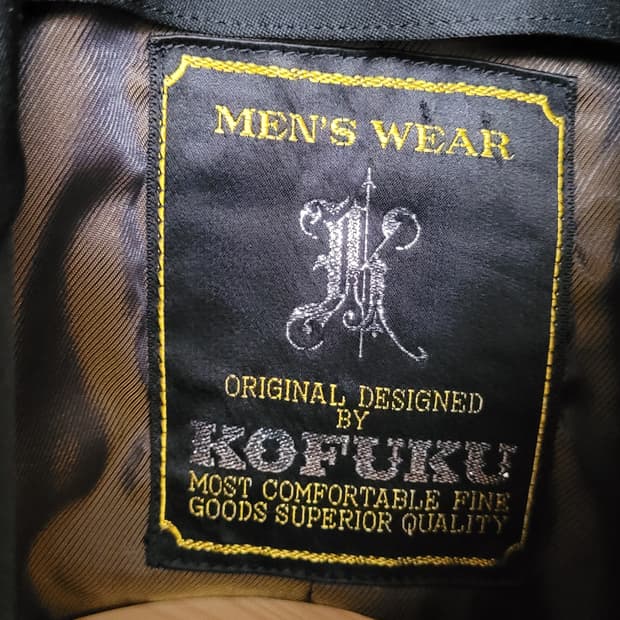 MEN'S WEAR
K
ORIGINAL DESIGNED
BY
KOFUKU
MOST COMFORTABLE FINE
GOODS SUPERIOR QUALITY